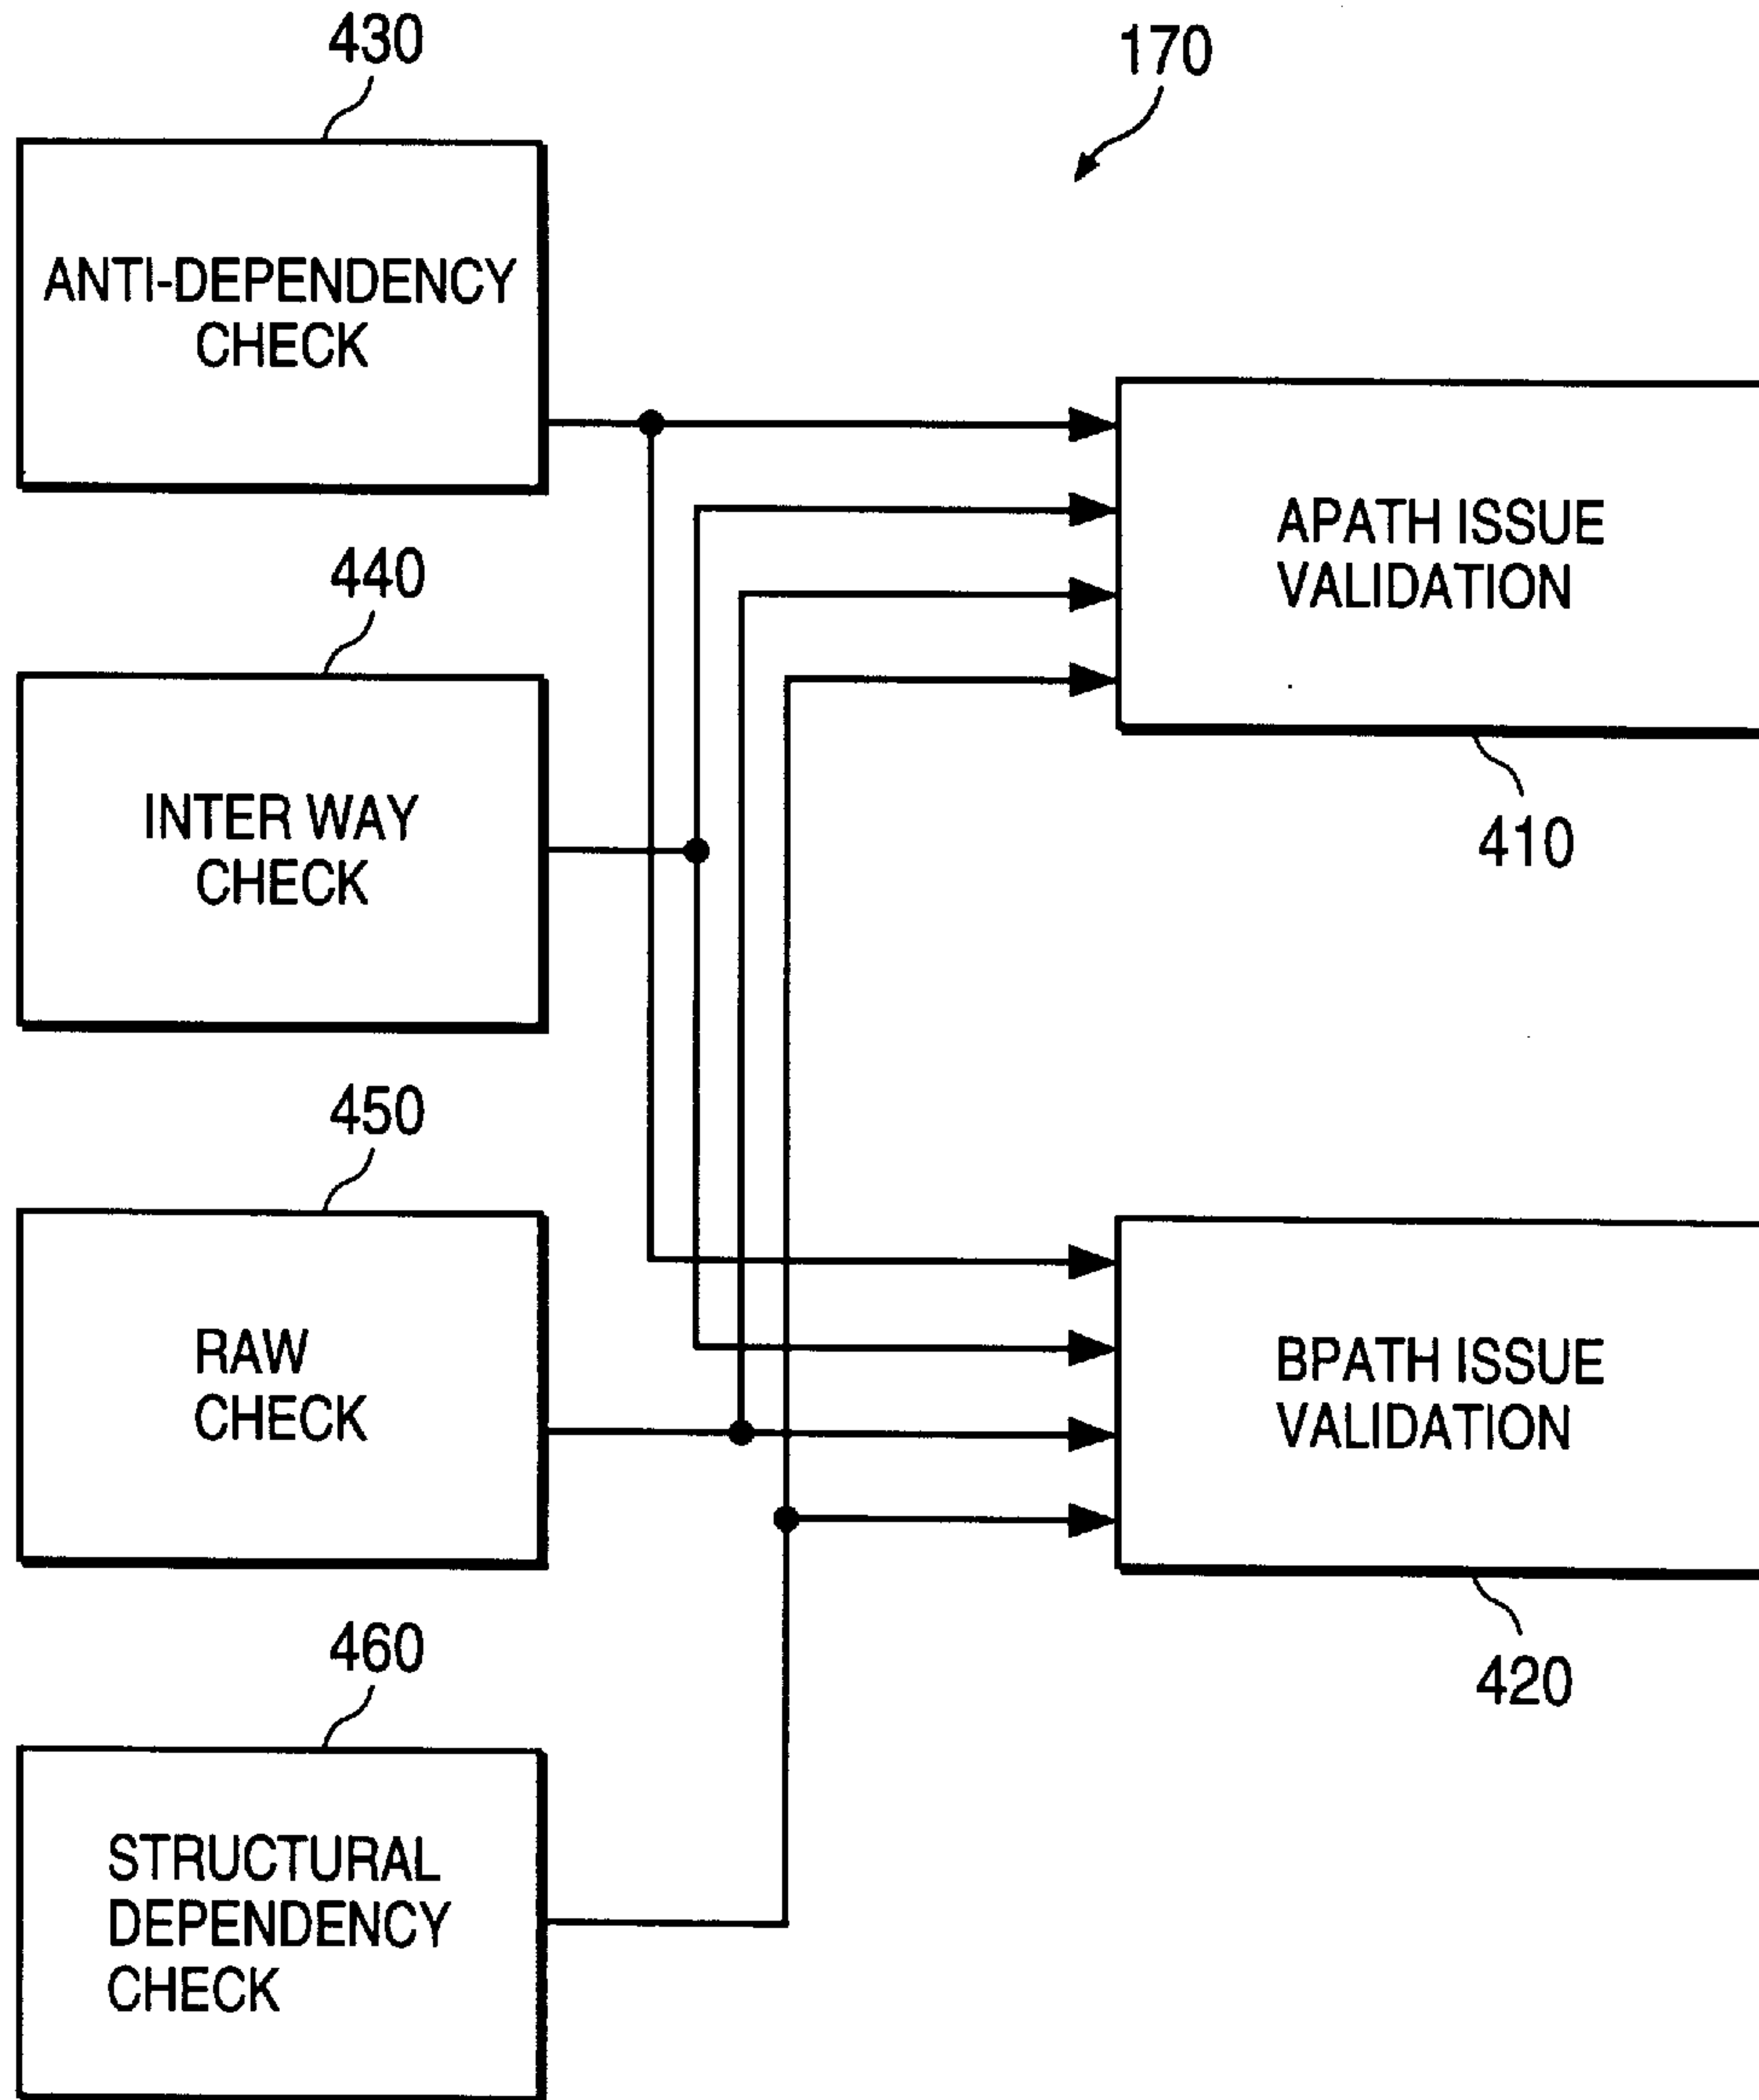 430
170
ANTI-DEPENDENCY
CHECK
APATH ISSUE
VALIDATION
440
410
INTER WAY
CHECK
450
RAW
CHECK
BPATH ISSUE
VALIDATION
460
420
STRUCTURAL
DEPENDENCY
CHECK